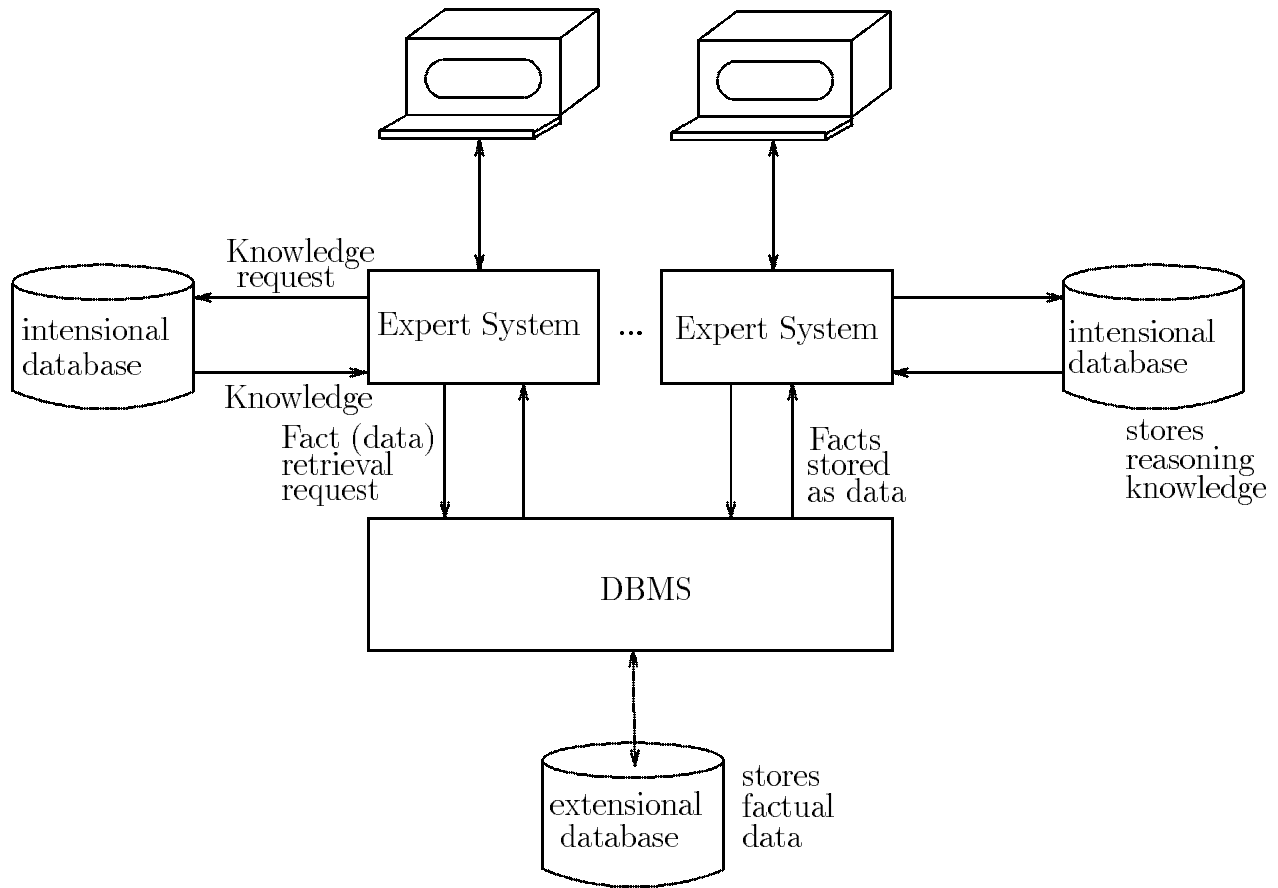 Knowledge
request
intensional
database
Expert System
...
Expert System
intensional
database
Knowledge
Fact (data)
retrieval
request
Facts
stored
as data
stores
reasoning
knowledge
DBMS
extensional
database
stores
factual
data